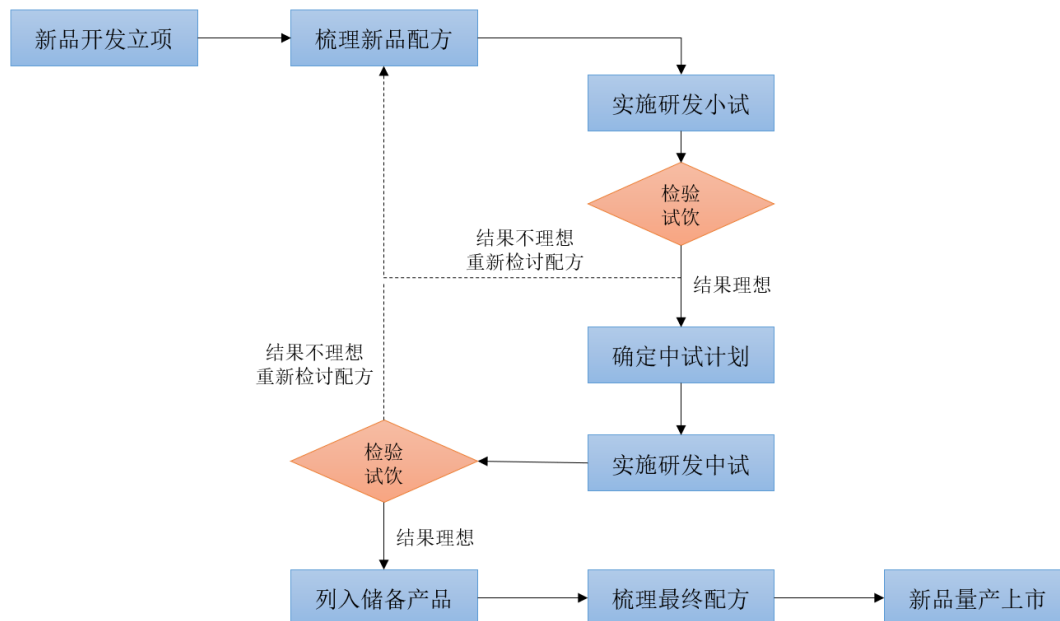 新品开发立项
梳理新品配方
实施研发小试
检验
试饮
结果不理想
重新检讨配方
结果理想
确定中试计划
结果不理想
重新检讨配方
实施研发中试
检验
试饮
结果理想
列入储备产品
梳理最终配方
新品量产上市